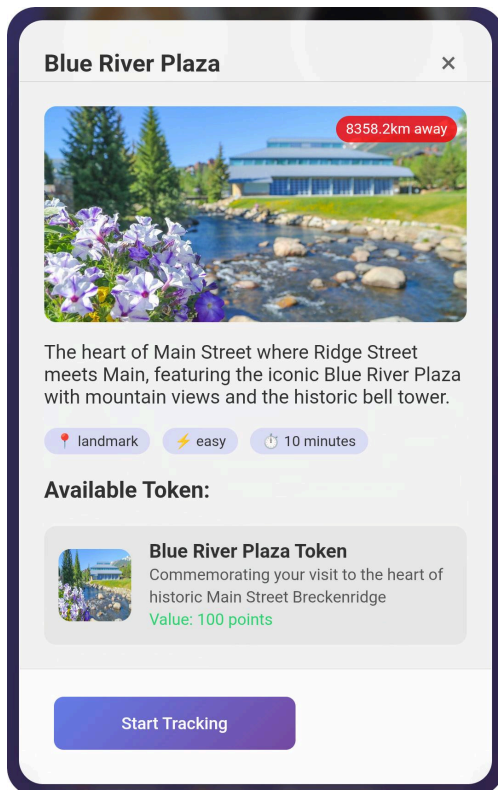 Blue River Plaza
×
8358.2km away
The heart of Main Street where Ridge Street
meets Main, featuring the iconic Blue River Plaza
with mountain views and the historic bell tower.
📍 landmark
⚡ easy
⏱️ 10 minutes
Available Token:
Blue River Plaza Token
Commemorating your visit to the heart of
historic Main Street Breckenridge
Value: 100 points
Start Tracking